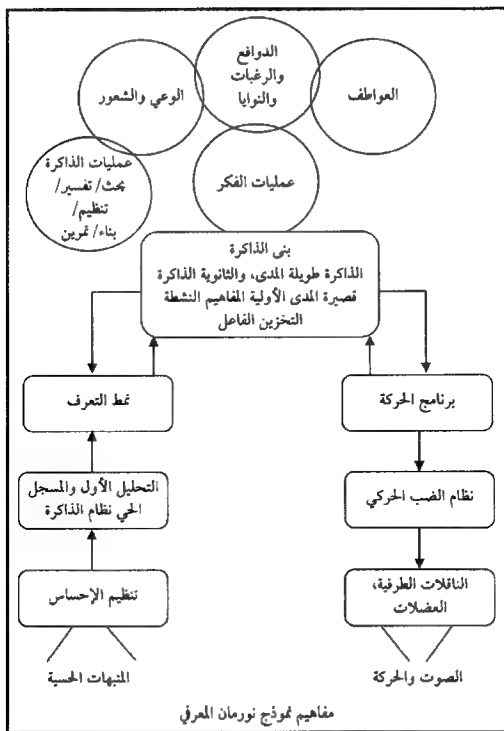 الدوافع
والرغبات
والنوايا
العواطف
الوعي والشعور
عمليات الذاكرة
بحث/ تفسير/
تنظيم/
بناء/ تمرين
عمليات الفكر
بنى الذاكرة
الذاكرة طويلة المدى، والثانوية الذاكرة
قصيرة المدى الأولية المفاهيم النشطة
التخزين الفاعل
برنامج الحركة
نمط التعرف
نظام الضب الحركي
التحليل الأول والمسجل
الحي نظام الذاكرة
الناقلات الطرفية،
العضلات
تنظيم الإحساس
الصوت والحركة
المنبهات الحسية
مفاهيم نموذج نورمان المعرفي